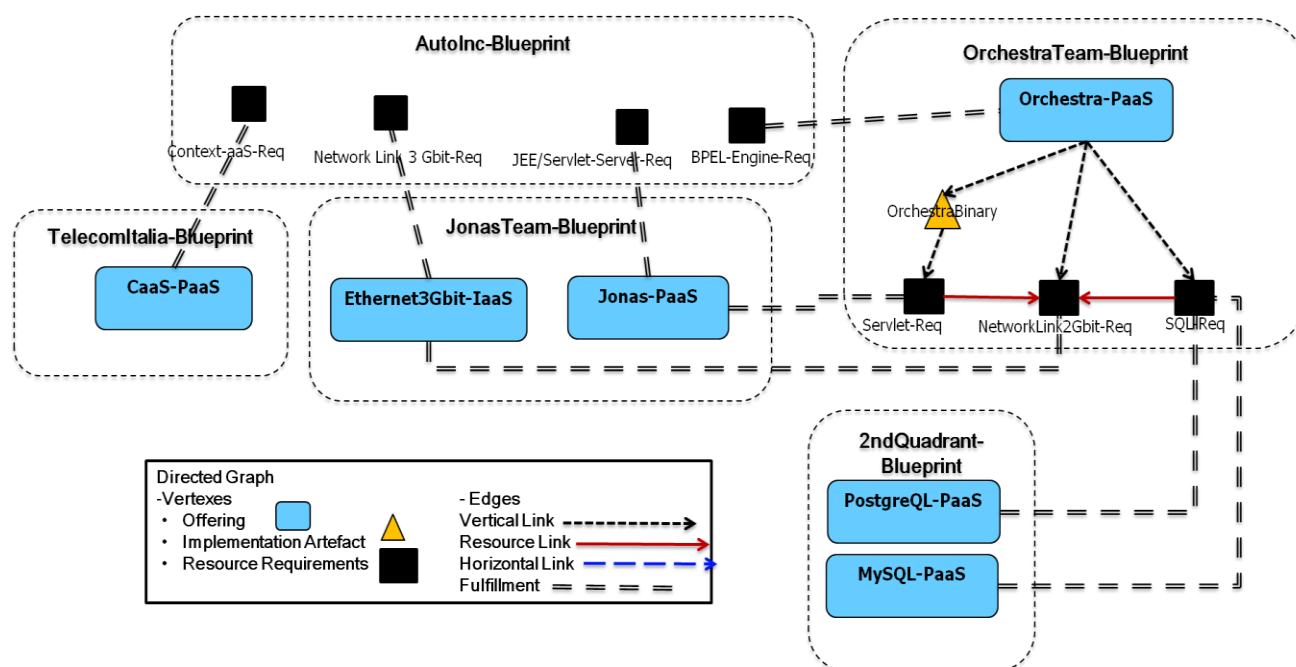 AutoInc-Blueprint
OrchestraTeam-Blueprint
Orchestra-PaaS
Context-aaS-Req
Network Link 3 Gbit-Req
JEE/Servlet-Server-Req
BPEL-Engine-Req
OrchestraBinary
TelecomItalia-Blueprint
JonasTeam-Blueprint
CaaS-PaaS
Ethernet3Gbit-IaaS
Jonas-PaaS
Servlet-Req
NetworkLink2Gbit-Req
SQL-Req
2ndQuadrant-
Blueprint
PostgreQL-PaaS
MySQL-PaaS
Directed Graph
-Vertexes
• Offering
• Implementation Artefact
• Resource Requirements
- Edges
Vertical Link
Resource Link
Horizontal Link
Fulfillment